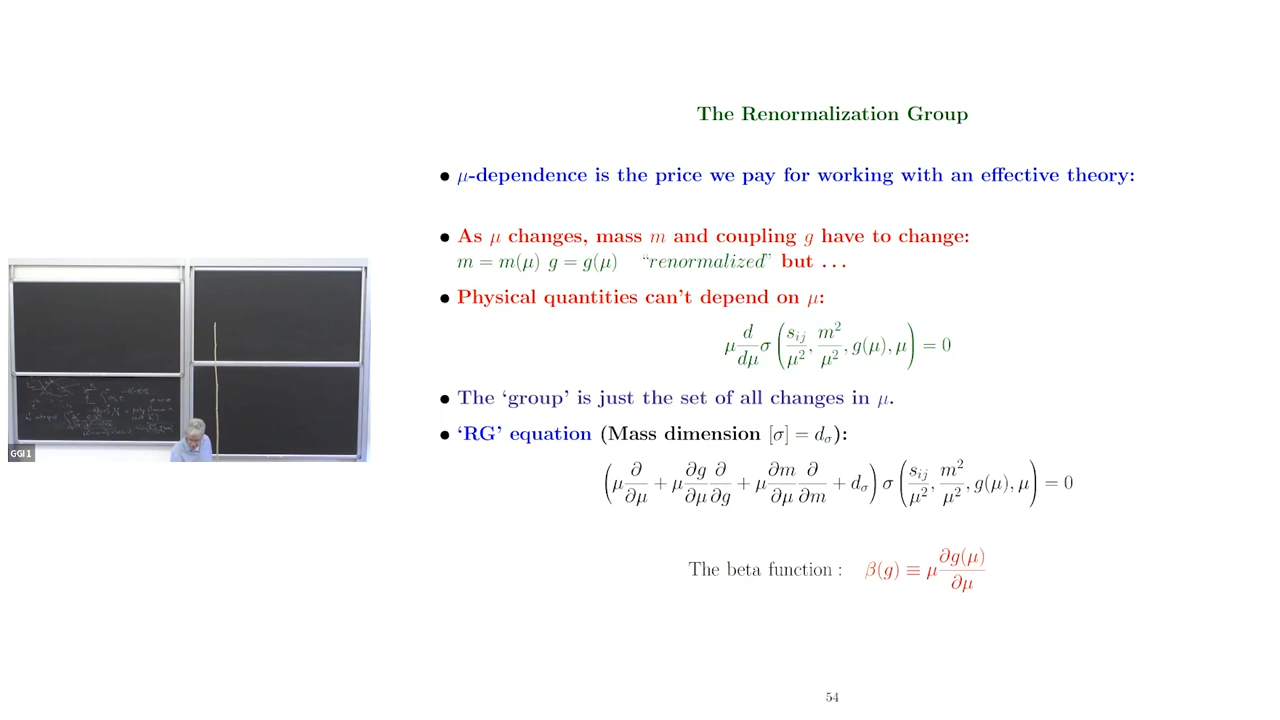 The Renormalization Group
● μ-dependence is the price we pay for working with an effective theory:
● As μ changes, mass m and coupling g have to change:
m = m(μ) g = g(μ) “renormalized” but . . .
● Physical quantities can’t depend on μ:
μ d/dμ σ (s_ij/μ², m²/μ², g(μ), μ) = 0
● The ‘group’ is just the set of all changes in μ.
● ‘RG’ equation (Mass dimension [σ] = d_σ):
(μ ∂/∂μ + μ ∂g/∂μ ∂/∂g + μ ∂m/∂μ ∂/∂m + d_σ) σ (s_ij/μ², m²/μ², g(μ), μ) = 0
The beta function : β(g) ≡ μ ∂g(μ)/∂μ
GGI 1
54